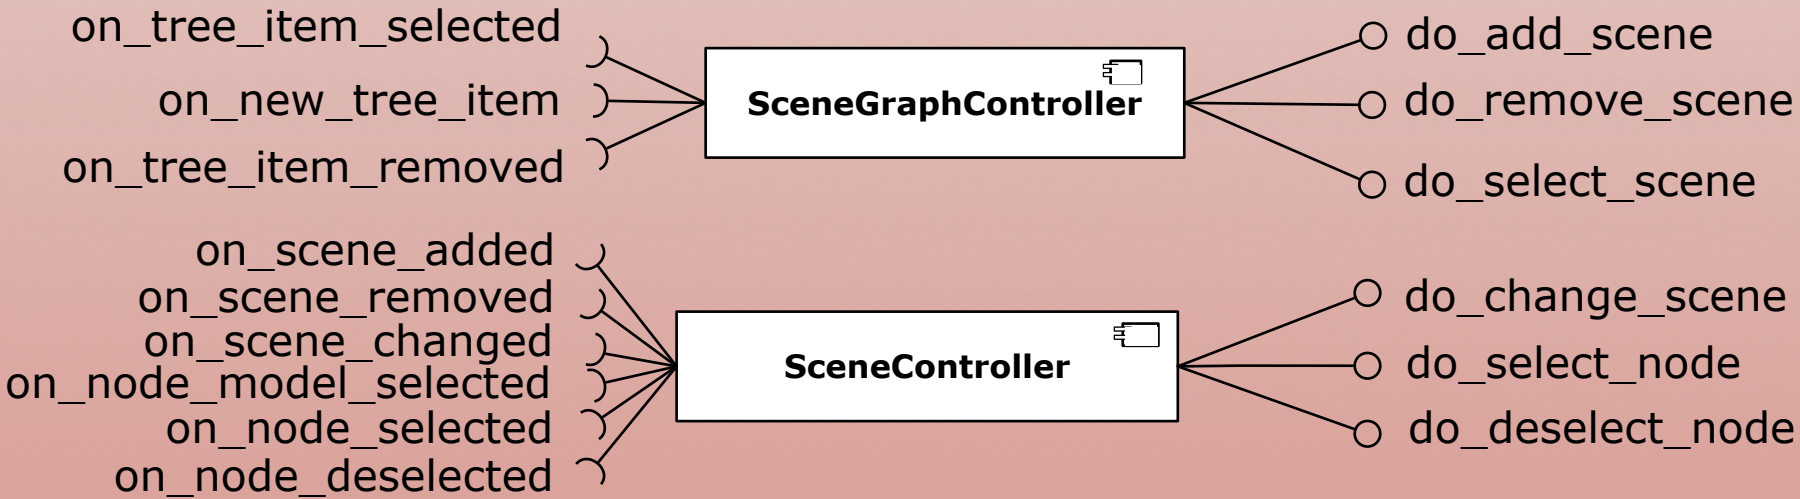 on_tree_item_selected
on_new_tree_item
on_tree_item_removed
SceneGraphController
do_add_scene
do_remove_scene
do_select_scene
on_scene_added
on_scene_removed
on_scene_changed
on_node_model_selected
on_node_selected
on_node_deselected
SceneController
do_change_scene
do_select_node
do_deselect_node